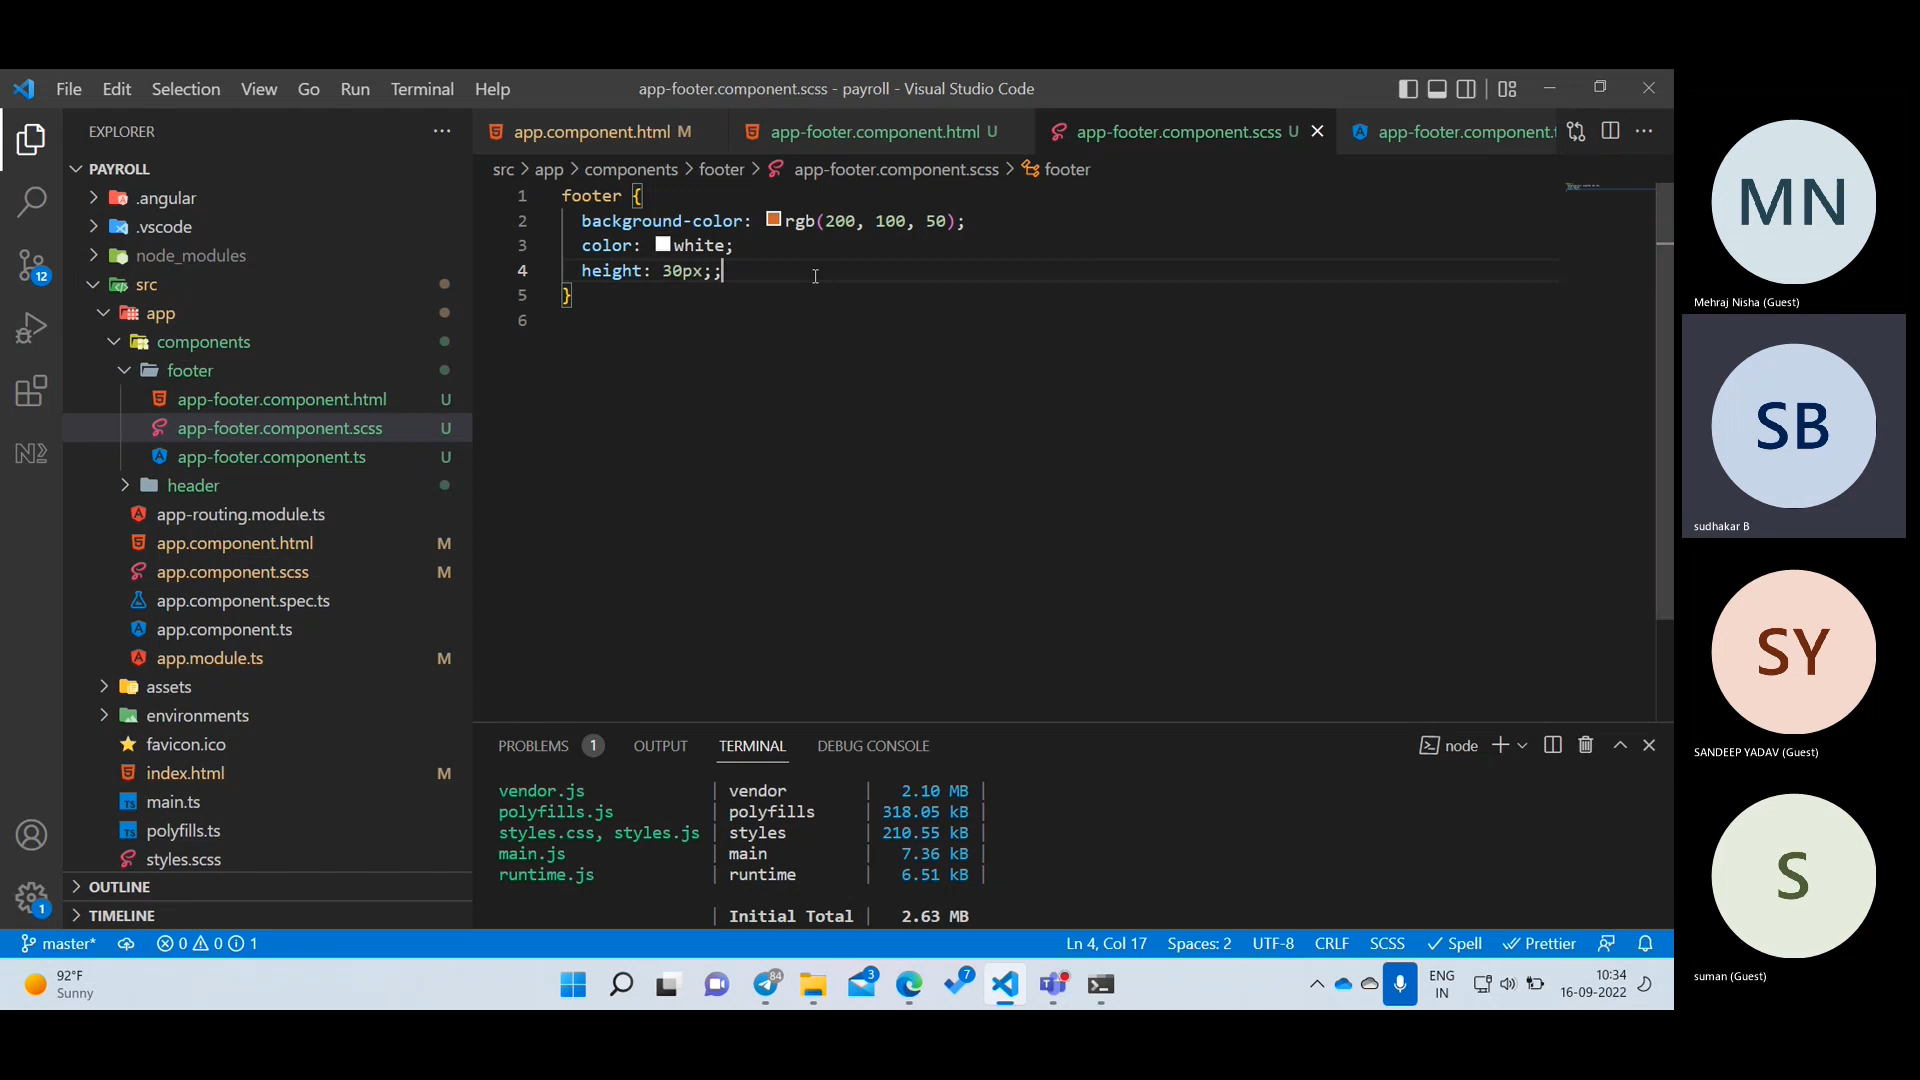 File Edit Selection View Go Run Terminal Help
app-footer.component.scss - payroll - Visual Studio Code
EXPLORER
PAYROLL
.angular
.vscode
node_modules
src
app
components
footer
app-footer.component.html U
app-footer.component.scss U
app-footer.component.ts U
header
app-routing.module.ts
app.component.html M
app.component.scss M
app.component.spec.ts
app.component.ts
app.module.ts M
assets
environments
favicon.ico
index.html M
main.ts
polyfills.ts
styles.scss
OUTLINE
TIMELINE
12
1
app.component.html M
app-footer.component.html U
app-footer.component.scss U
app-footer.component.
src > app > components > footer > app-footer.component.scss > footer
1 footer {
2 background-color: rgb(200, 100, 50);
3 color: white;
4 height: 30px;;
5 }
6
PROBLEMS 1 OUTPUT TERMINAL DEBUG CONSOLE
node
vendor.js | vendor | 2.10 MB |
polyfills.js | polyfills | 318.05 kB |
styles.css, styles.js | styles | 210.55 kB |
main.js | main | 7.36 kB |
runtime.js | runtime | 6.51 kB |
| Initial Total | 2.63 MB
master* 0 0 1
Ln 4, Col 17 Spaces: 2 UTF-8 CRLF SCSS Spell Prettier
92°F
Sunny
84
3
7
ENG
IN
10:34
16-09-2022
MN
Mehraj Nisha (Guest)
SB
sudhakar B
SY
SANDEEP YADAV (Guest)
S
suman (Guest)